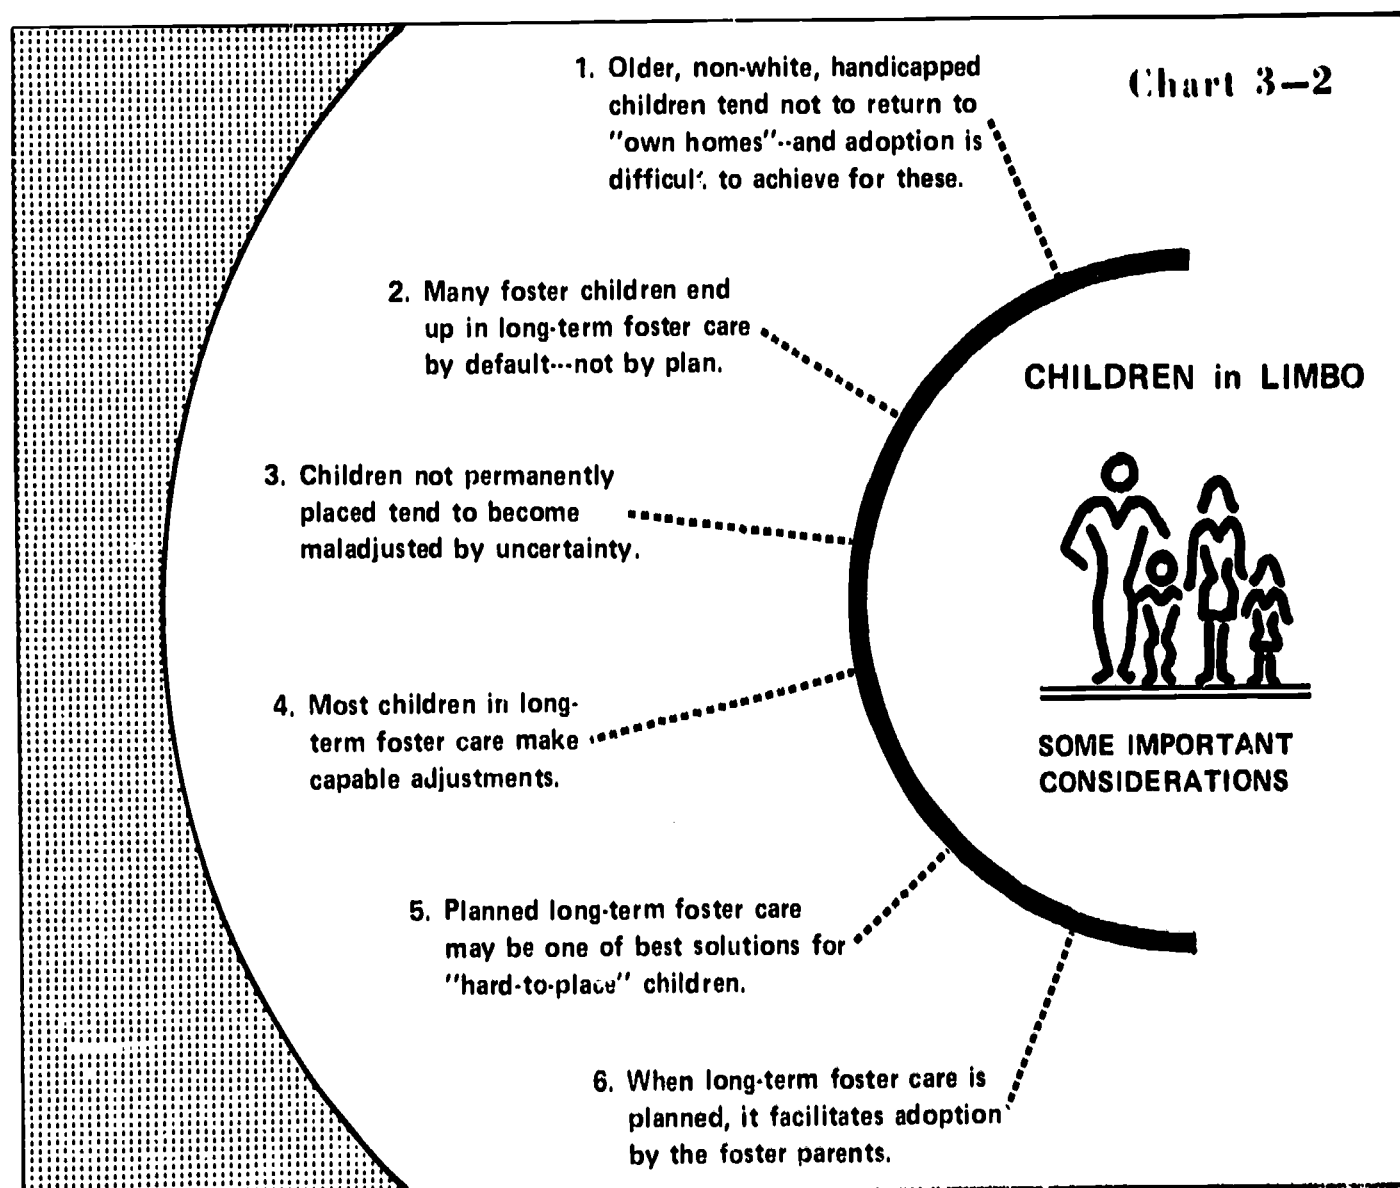 Chart 3–2
1. Older, non-white, handicapped
children tend not to return to
"own homes"--and adoption is
difficult to achieve for these.
2. Many foster children end
up in long-term foster care
by default---not by plan.
3. Children not permanently
placed tend to become
maladjusted by uncertainty.
4. Most children in long-
term foster care make
capable adjustments.
5. Planned long-term foster care
may be one of best solutions for
"hard-to-place" children.
6. When long-term foster care is
planned, it facilitates adoption
by the foster parents.
CHILDREN in LIMBO
SOME IMPORTANT
CONSIDERATIONS